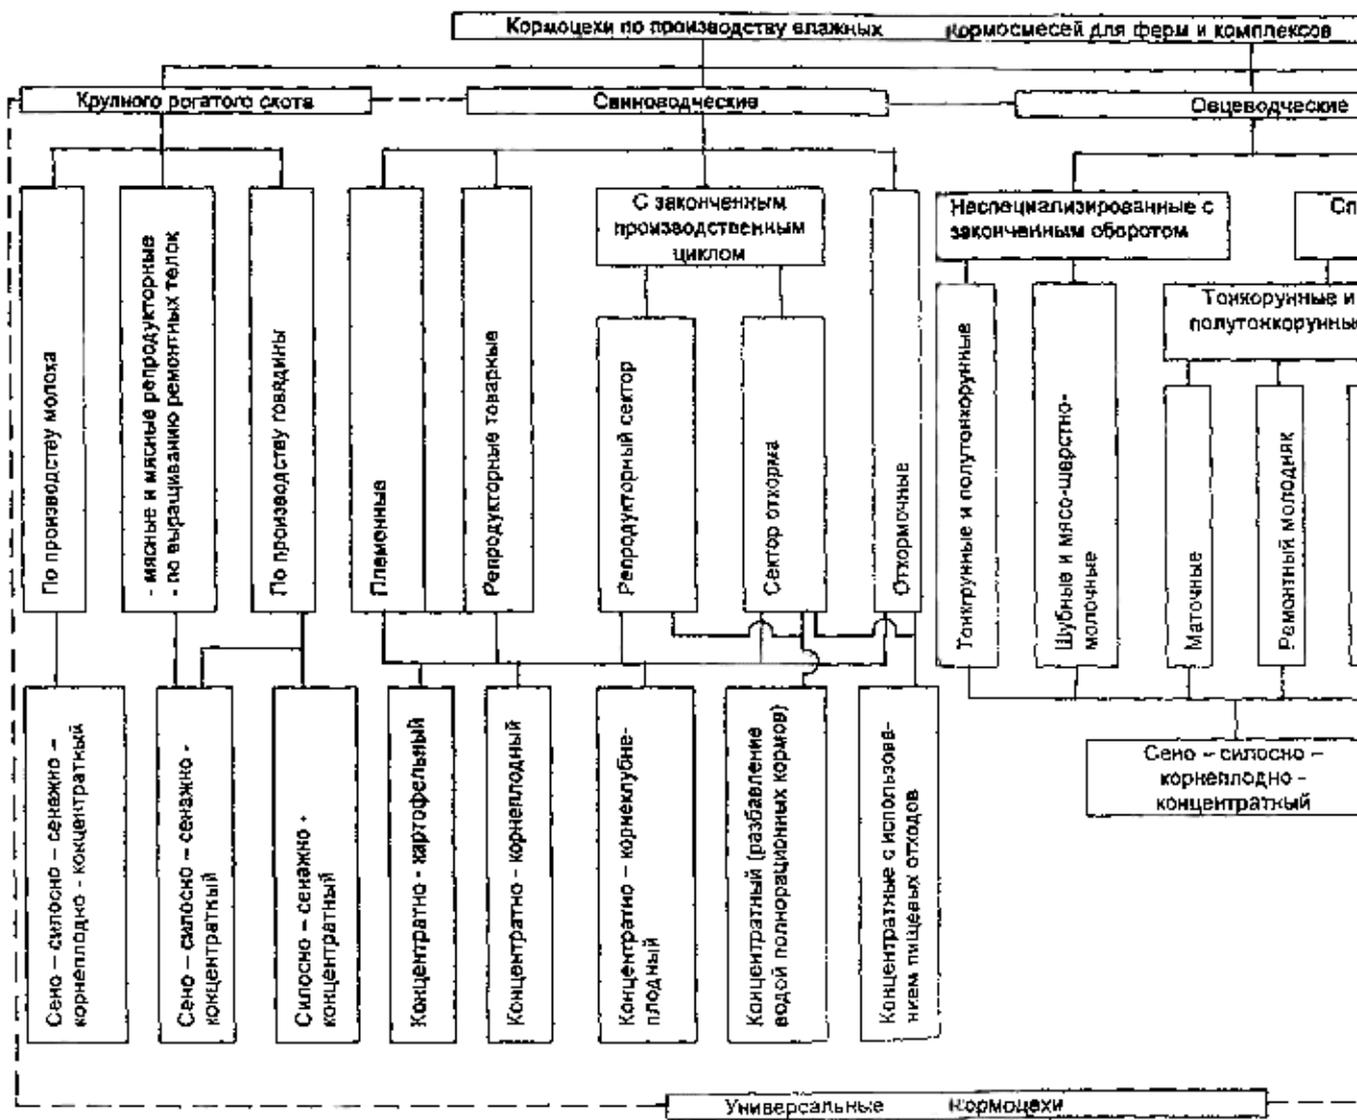 Кормоцехи по производству влажных кормосмесей для ферм и комплексов
Крупного рогатого скота
Свиноводческие
Овцеводческие
По производству молока
- мясные и мясные репродукторные
- по выращиванию ремонтных телок
По производству говядины
Племенные
Репродукторные товарные
С законченным
производственным
циклом
Репродукторный сектор
Сектор откорма
Откормочные
Неспециализированные с
законченным оборотом
Сп
Тонкорунные и полутонкорунные
Шубные и мясо-шерстно-
молочные
Тонкорунные и
полутонкорунные
Маточные
Ремонтный молодняк
Сено – силосно – сенажно –
корнеплодно - концентратный
Сено – силосно – сенажно -
концентратный
Силосно – сенажно -
концентратный
Концентратно - картофельный
Концентратно – корнеплодный
Концентратно – корнеклубне-
плодный
Концентратный (разбавление
водой полнорационных кормов)
Концентратные с использова-
нием пищевых отходов
Сено – силосно –
корнеплодно -
концентратный
Универсальные кормоцехи